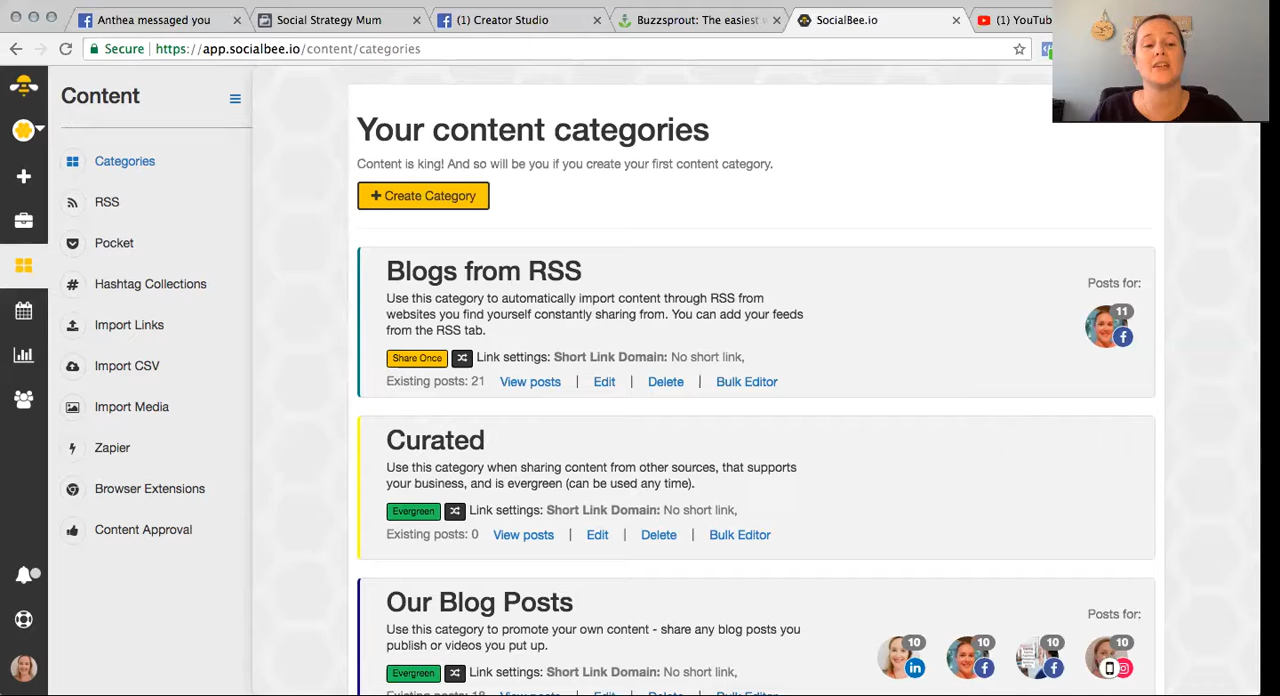 Anthea messaged you
Social Strategy Mum
(1) Creator Studio
Buzzsprout: The easiest
SocialBee.io
(1) YouTub
Secure https://app.socialbee.io/content/categories
Content
Categories
RSS
Pocket
Hashtag Collections
Import Links
Import CSV
Import Media
Zapier
Browser Extensions
Content Approval
Your content categories
Content is king! And so will be you if you create your first content category.
+ Create Category
Blogs from RSS
Use this category to automatically import content through RSS from
websites you find yourself constantly sharing from. You can add your feeds
from the RSS tab.
Share Once Link settings: Short Link Domain: No short link,
Existing posts: 21 View posts | Edit | Delete | Bulk Editor
Posts for:
11
Curated
Use this category when sharing content from other sources, that supports
your business, and is evergreen (can be used any time).
Evergreen Link settings: Short Link Domain: No short link,
Existing posts: 0 View posts | Edit | Delete | Bulk Editor
Our Blog Posts
Use this category to promote your own content - share any blog posts you
publish or videos you put up.
Evergreen Link settings: Short Link Domain: No short link,
Existing posts: 18 View posts | Edit | Delete | Bulk Editor
Posts for:
10 10 10 10